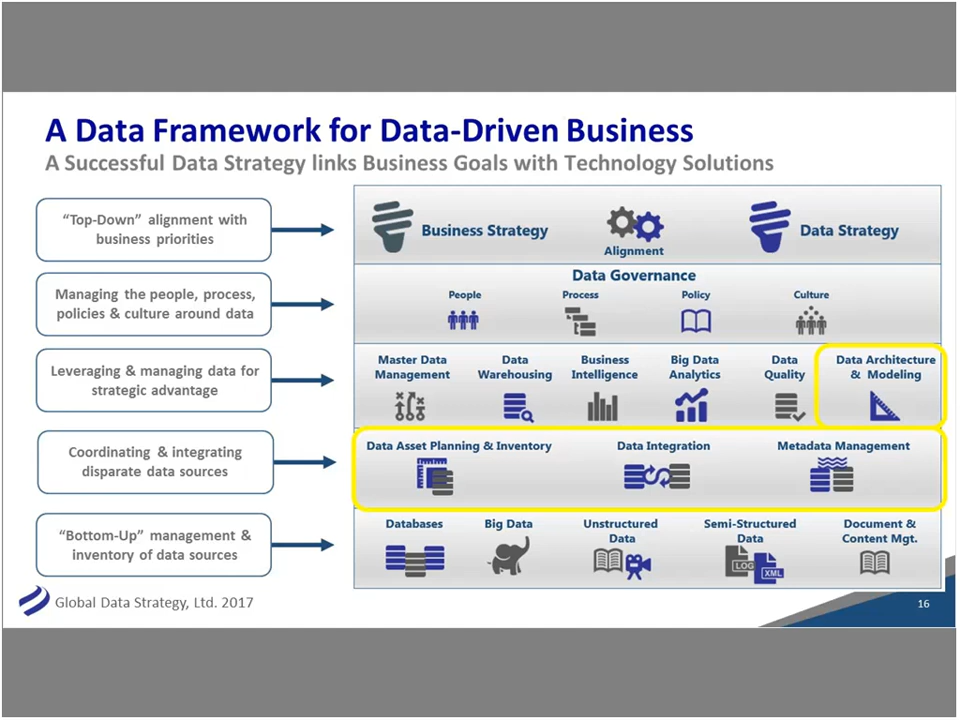 A Data Framework for Data-Driven Business
A Successful Data Strategy links Business Goals with Technology Solutions
“Top-Down” alignment with
business priorities
Business Strategy
Alignment
Data Strategy
Managing the people, process,
policies & culture around data
Data Governance
People
Process
Policy
Culture
Leveraging & managing data for
strategic advantage
Master Data
Management
Data
Warehousing
Business
Intelligence
Big Data
Analytics
Data
Quality
Data Architecture
& Modeling
Coordinating & integrating
disparate data sources
Data Asset Planning & Inventory
Data Integration
Metadata Management
“Bottom-Up” management &
inventory of data sources
Databases
Big Data
Unstructured
Data
Semi-Structured
Data
LOG
XML
Document &
Content Mgt.
Global Data Strategy, Ltd. 2017
16